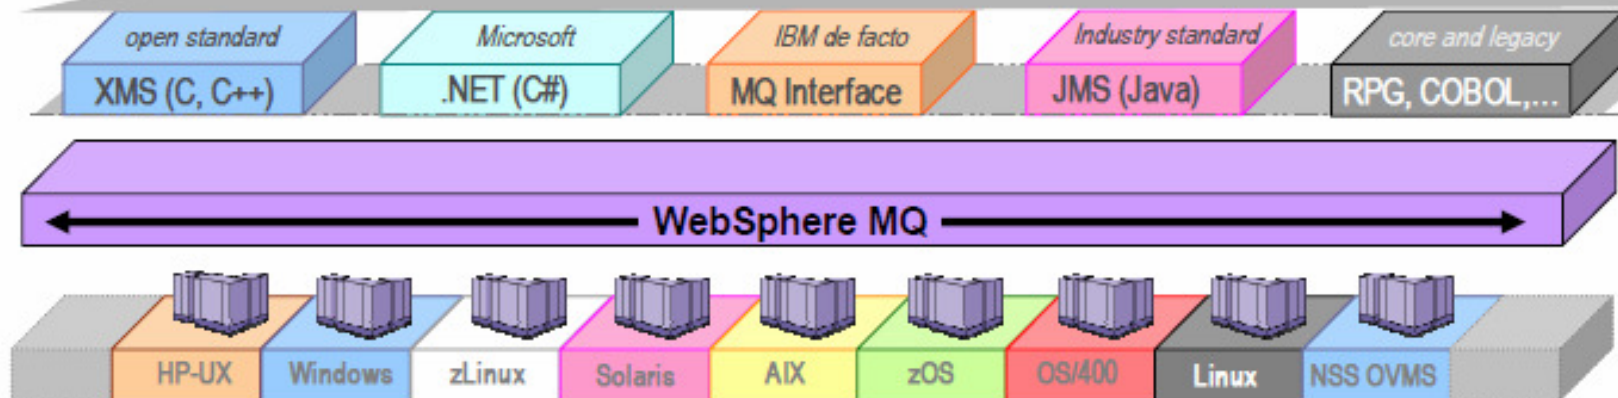 open standard
XMS (C, C++)
Microsoft
.NET (C#)
IBM de facto
MQ Interface
Industry standard
JMS (Java)
core and legacy
RPG, COBOL,...
WebSphere MQ
HP-UX
Windows
zLinux
Solaris
AIX
zOS
OS/400
Linux
NSS OVMS